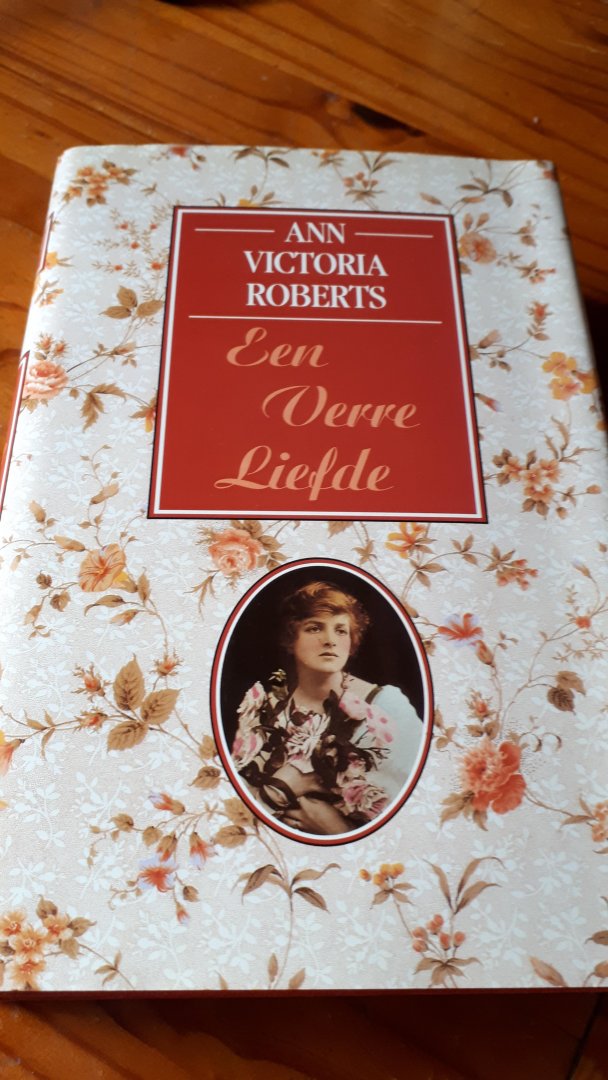 ANN
VICTORIA
ROBERTS
Een
Verre
Liefde